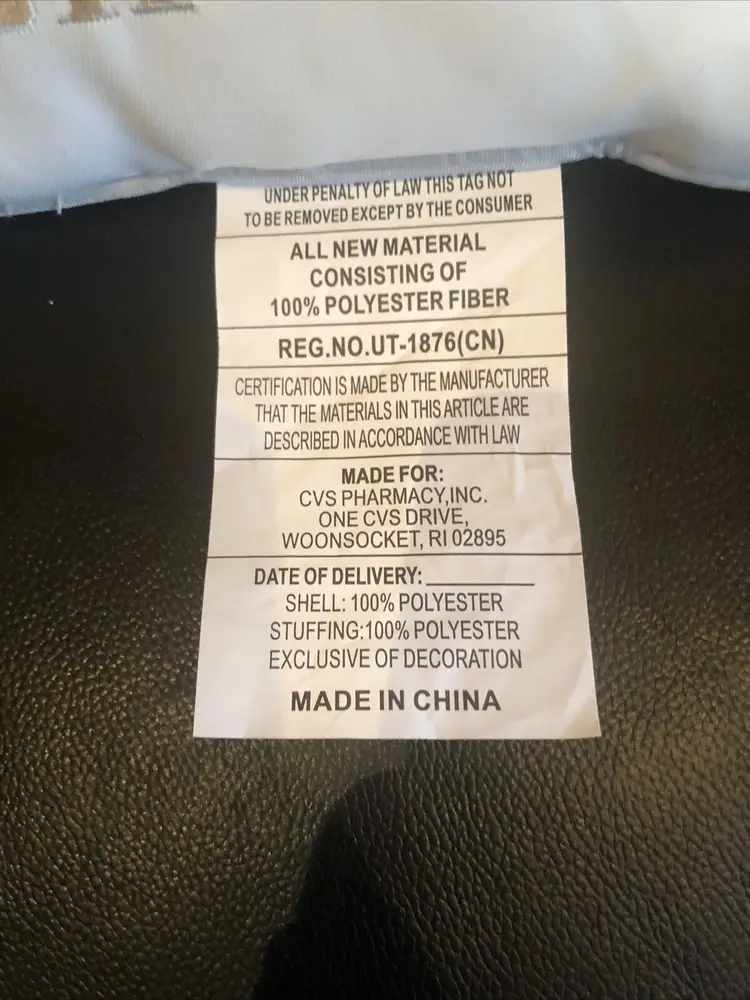 UNDER PENALTY OF LAW THIS TAG NOT
TO BE REMOVED EXCEPT BY THE CONSUMER
ALL NEW MATERIAL
CONSISTING OF
100% POLYESTER FIBER
REG.NO.UT-1876(CN)
CERTIFICATION IS MADE BY THE MANUFACTURER
THAT THE MATERIALS IN THIS ARTICLE ARE
DESCRIBED IN ACCORDANCE WITH LAW
MADE FOR:
CVS PHARMACY,INC.
ONE CVS DRIVE,
WOONSOCKET, RI 02895
DATE OF DELIVERY:
SHELL: 100% POLYESTER
STUFFING:100% POLYESTER
EXCLUSIVE OF DECORATION
MADE IN CHINA